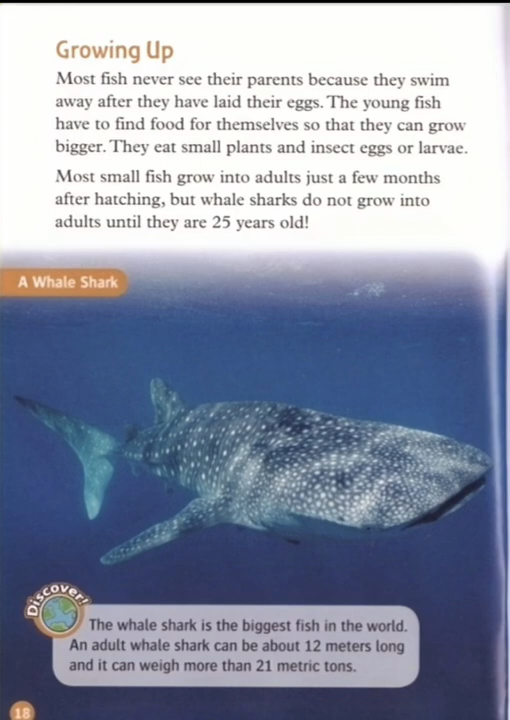 Growing Up
Most fish never see their parents because they swim
away after they have laid their eggs. The young fish
have to find food for themselves so that they can grow
bigger. They eat small plants and insect eggs or larvae.
Most small fish grow into adults just a few months
after hatching, but whale sharks do not grow into
adults until they are 25 years old!
A Whale Shark
Discover!
The whale shark is the biggest fish in the world.
An adult whale shark can be about 12 meters long
and it can weigh more than 21 metric tons.
18